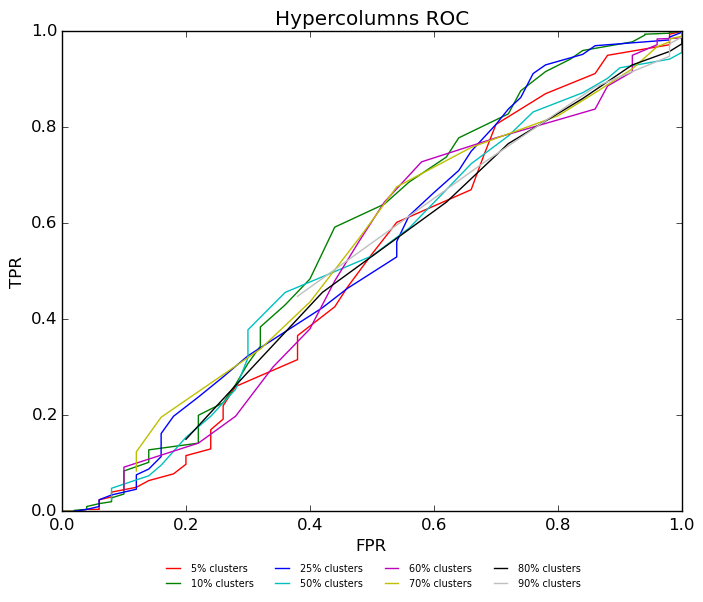 Hypercolumns ROC
1.0
0.8
0.6
0.4
0.2
0.0
TPR
0.0 0.2 0.4 0.6 0.8 1.0
FPR
5% clusters 25% clusters 60% clusters 80% clusters
10% clusters 50% clusters 70% clusters 90% clusters